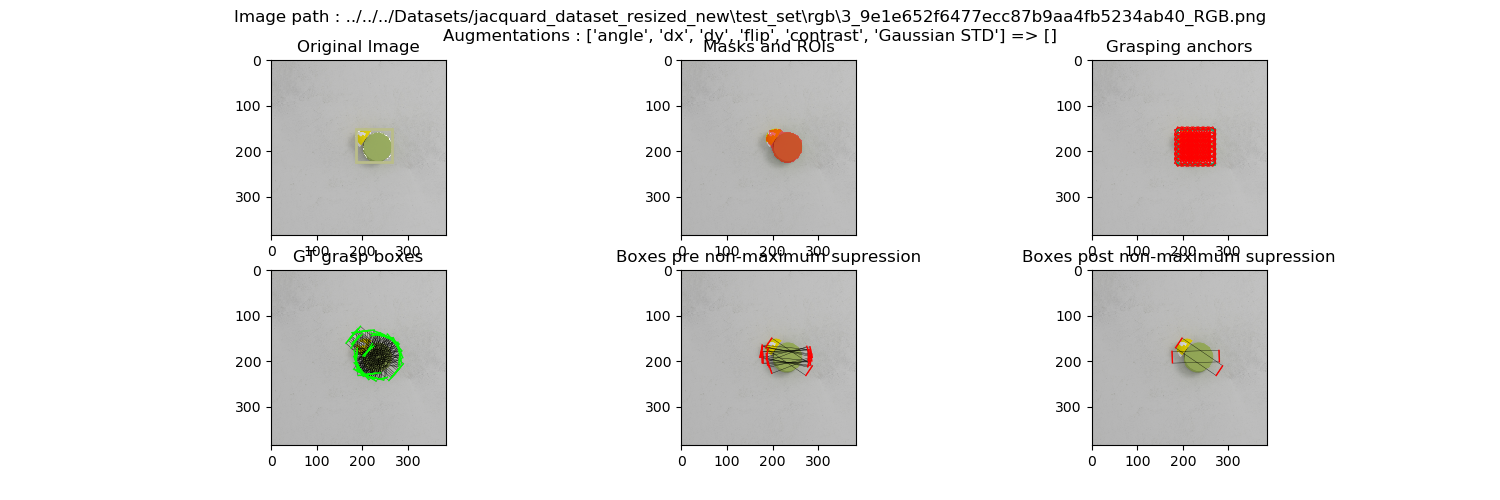 Image path : ../../../Datasets/jacquard_dataset_resized_new\test_set\rgb\3_9e1e652f6477ecc87b9aa4fb5234ab40_RGB.png
Augmentations : ['angle', 'dx', 'dy', 'flip', 'contrast', 'Gaussian STD'] => []
Original Image
Masks and ROIs
Grasping anchors
0
100
200
300
0 100 200 300
0
100
200
300
0 100 200 300
0
100
200
300
0 100 200 300
GT grasp boxes
Boxes pre non-maximum supression
Boxes post non-maximum supression
0
100
200
300
0 100 200 300
0
100
200
300
0 100 200 300
0
100
200
300
0 100 200 300